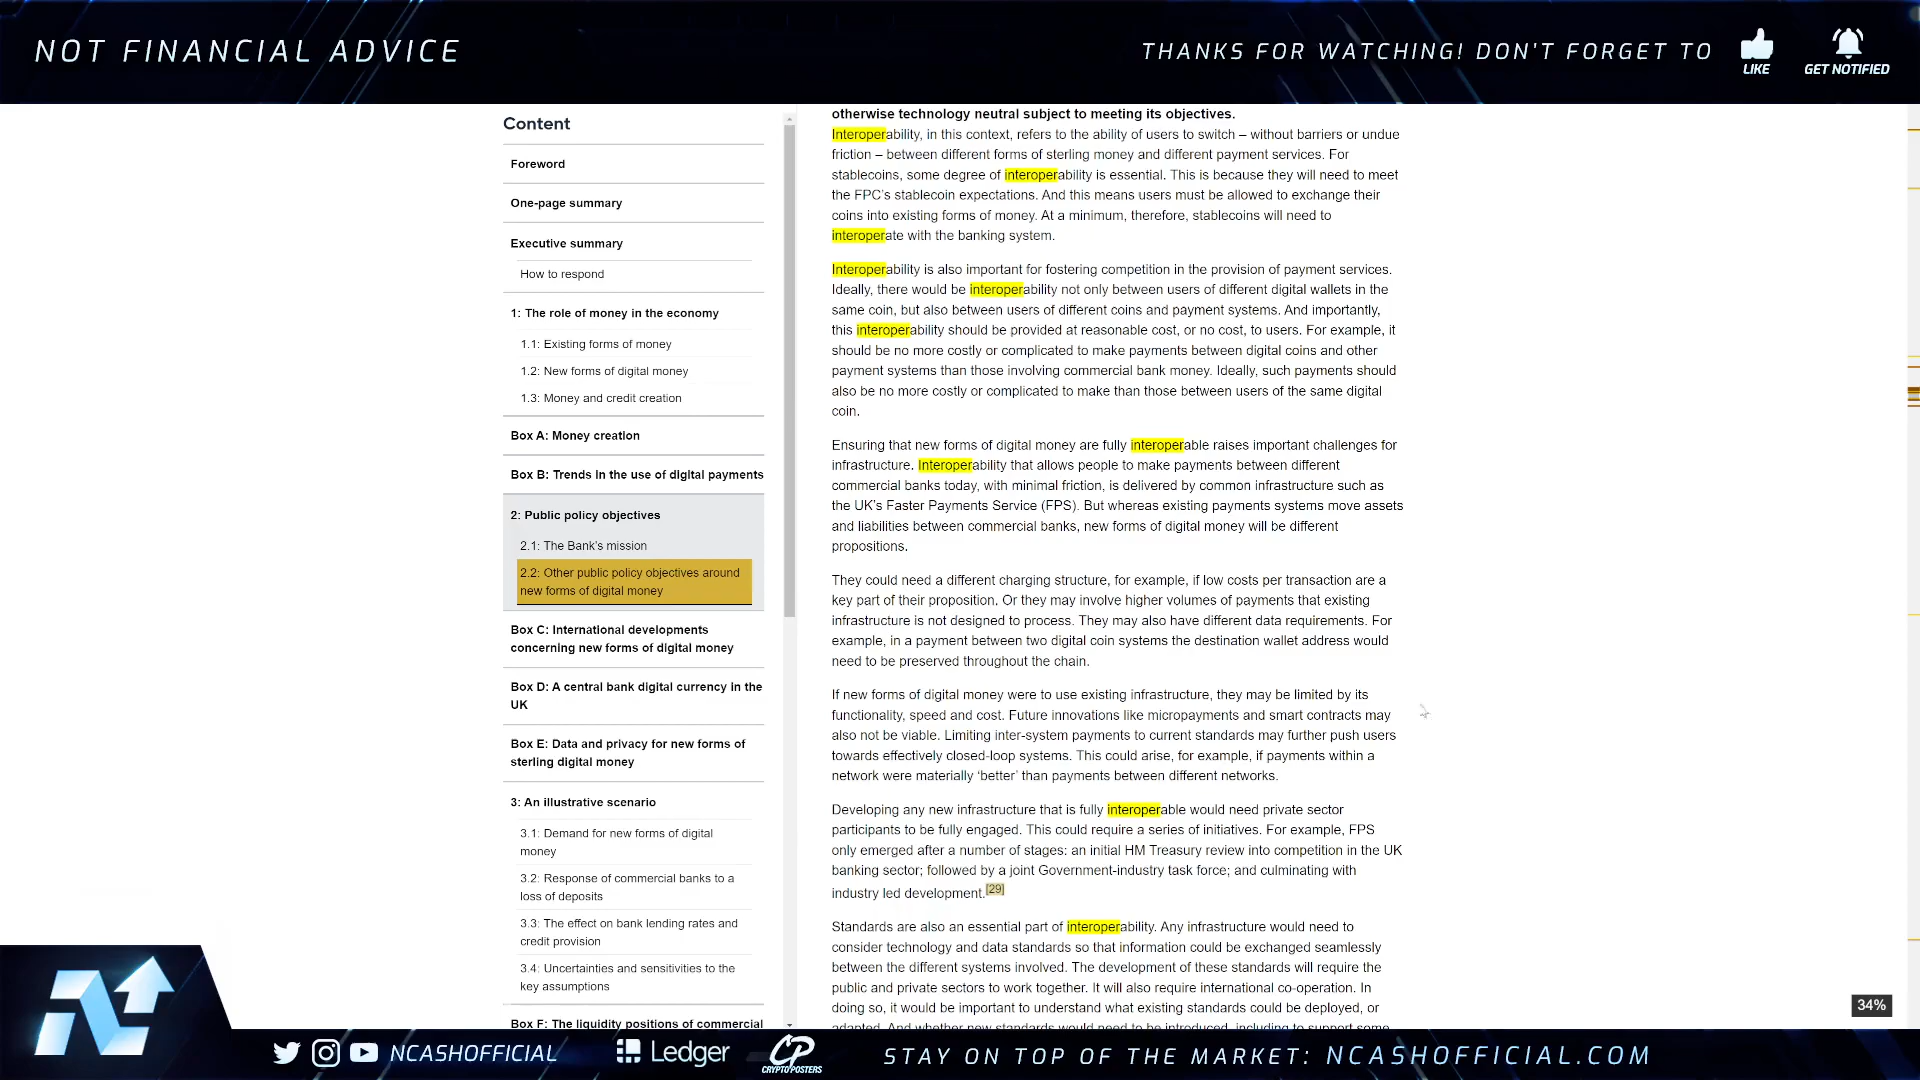 NOT FINANCIAL ADVICE
THANKS FOR WATCHING! DON'T FORGET TO
LIKE
GET NOTIFIED
Content
Foreword
One-page summary
Executive summary
How to respond
1: The role of money in the economy
1.1: Existing forms of money
1.2: New forms of digital money
1.3: Money and credit creation
Box A: Money creation
Box B: Trends in the use of digital payments
2: Public policy objectives
2.1: The Bank's mission
2.2: Other public policy objectives around
new forms of digital money
Box C: International developments
concerning new forms of digital money
Box D: A central bank digital currency in the
UK
Box E: Data and privacy for new forms of
sterling digital money
3: An illustrative scenario
3.1: Demand for new forms of digital
money
3.2: Response of commercial banks to a
loss of deposits
3.3: The effect on bank lending rates and
credit provision
3.4: Uncertainties and sensitivities to the
key assumptions
Box F: The liquidity positions of commercial
otherwise technology neutral subject to meeting its objectives.
Interoperability, in this context, refers to the ability of users to switch – without barriers or undue
friction – between different forms of sterling money and different payment services. For
stablecoins, some degree of interoperability is essential. This is because they will need to meet
the FPC's stablecoin expectations. And this means users must be allowed to exchange their
coins into existing forms of money. At a minimum, therefore, stablecoins will need to
interoperate with the banking system.
Interoperability is also important for fostering competition in the provision of payment services.
Ideally, there would be interoperability not only between users of different digital wallets in the
same coin, but also between users of different coins and payment systems. And importantly,
this interoperability should be provided at reasonable cost, or no cost, to users. For example, it
should be no more costly or complicated to make payments between digital coins and other
payment systems than those involving commercial bank money. Ideally, such payments should
also be no more costly or complicated to make than those between users of the same digital
coin.
Ensuring that new forms of digital money are fully interoperable raises important challenges for
infrastructure. Interoperability that allows people to make payments between different
commercial banks today, with minimal friction, is delivered by common infrastructure such as
the UK's Faster Payments Service (FPS). But whereas existing payments systems move assets
and liabilities between commercial banks, new forms of digital money will be different
propositions.
They could need a different charging structure, for example, if low costs per transaction are a
key part of their proposition. Or they may involve higher volumes of payments that existing
infrastructure is not designed to process. They may also have different data requirements. For
example, in a payment between two digital coin systems the destination wallet address would
need to be preserved throughout the chain.
If new forms of digital money were to use existing infrastructure, they may be limited by its
functionality, speed and cost. Future innovations like micropayments and smart contracts may
also not be viable. Limiting inter-system payments to current standards may further push users
towards effectively closed-loop systems. This could arise, for example, if payments within a
network were materially 'better' than payments between different networks.
Developing any new infrastructure that is fully interoperable would need private sector
participants to be fully engaged. This could require a series of initiatives. For example, FPS
only emerged after a number of stages: an initial HM Treasury review into competition in the UK
banking sector; followed by a joint Government-industry task force; and culminating with
industry led development.[29]
Standards are also an essential part of interoperability. Any infrastructure would need to
consider technology and data standards so that information could be exchanged seamlessly
between the different systems involved. The development of these standards will require the
public and private sectors to work together. It will also require international co-operation. In
doing so, it would be important to understand what existing standards could be deployed, or
adapted. And whether new standards would need to be introduced, including to support some
34%
NCASHOFFICIAL
Ledger
CP
CRYPTOPOSTERS
STAY ON TOP OF THE MARKET: NCASHOFFICIAL.COM